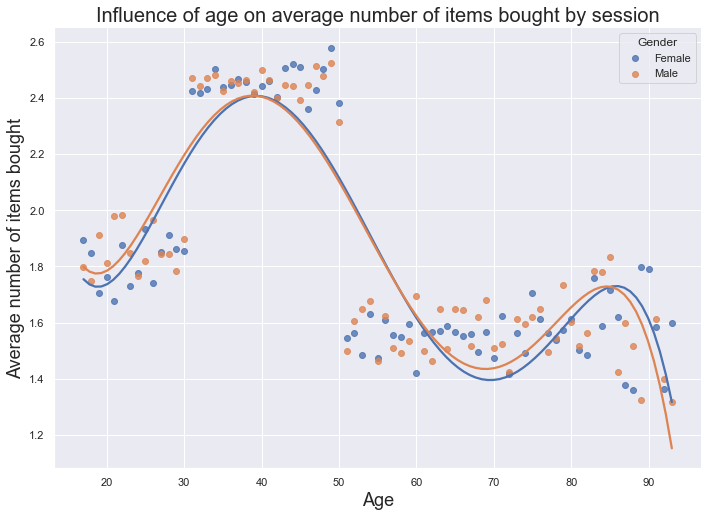 Influence of age on average number of items bought by session
Gender
Female
Male
Average number of items bought
2.6
2.4
2.2
2.0
1.8
1.6
1.4
1.2
20 30 40 50 60 70 80 90
Age